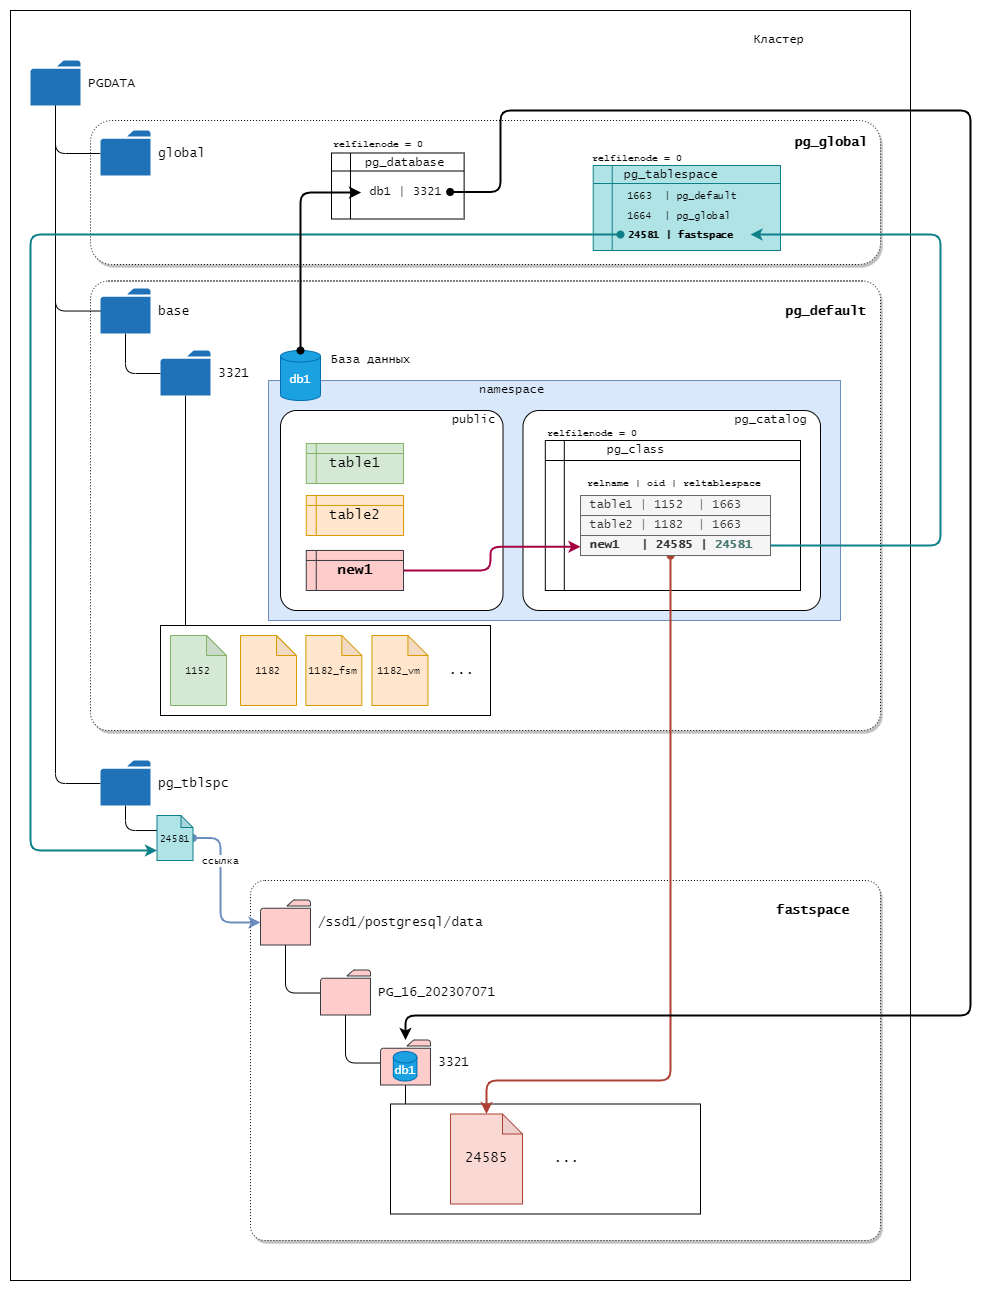 Кластер
PGDATA
pg_global
global
relfilenode = 0
pg_database
db1 | 3321
relfilenode = 0
pg_tablespace
1663 | pg_default
1664 | pg_global
24581 | fastspace
pg_default
base
3321
База данных
db1
namespace
public
table1
table2
new1
pg_catalog
relfilenode = 0
pg_class
relname | oid | reltablespace
table1 | 1152 | 1663
table2 | 1182 | 1663
new1 | 24585 | 24581
1152
1182
1182_fsm
1182_vm
...
pg_tblspc
24581
ссылка
fastspace
/ssd1/postgresql/data
PG_16_202307071
db1
3321
24585
...